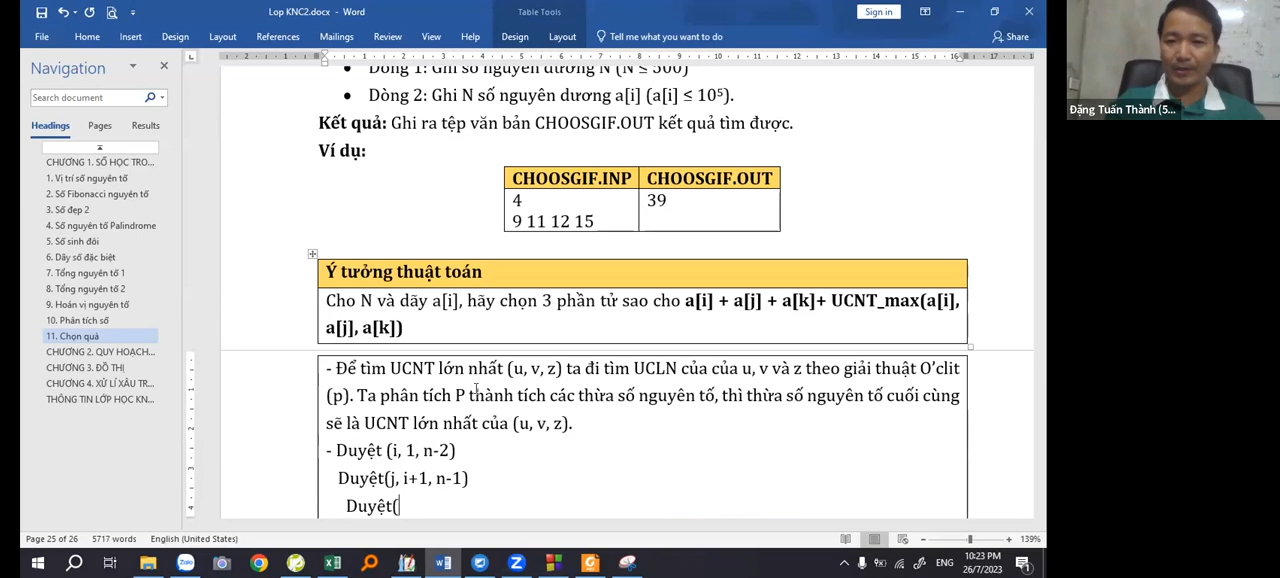 Lop KNC2.docx - Word
Table Tools
Sign in
File Home Insert Design Layout References Mailings Review View Help Design Layout Tell me what you want to do Share
Navigation
Search document
Headings Pages Results
CHƯƠNG 1. SỐ HỌC TRO...
1. Vị trí số nguyên tố
2. Số Fibonacci nguyên tố
3. Số đẹp 2
4. Số nguyên tố Palindrome
5. Số sinh đôi
6. Dãy số đặc biệt
7. Tổng nguyên tố 1
8. Tổng nguyên tố 2
9. Hoán vị nguyên tố
10. Phân tích số
11. Chọn quà
CHƯƠNG 2. QUY HOẠCH...
CHƯƠNG 3. ĐỒ THỊ
CHƯƠNG 4. XỬ LÍ XÂU TR...
THÔNG TIN LỚP HỌC KN...
• Dòng 1: Ghi số nguyên dương N (N ≤ 300)
• Dòng 2: Ghi N số nguyên dương a[i] (a[i] ≤ 10⁵).
Kết quả: Ghi ra tệp văn bản CHOOSGIF.OUT kết quả tìm được.
Ví dụ:
CHOOSGIF.INP CHOOSGIF.OUT
4 39
9 11 12 15
Ý tưởng thuật toán
Cho N và dãy a[i], hãy chọn 3 phần tử sao cho a[i] + a[j] + a[k]+ UCNT_max(a[i],
a[j], a[k])
- Để tìm UCNT lớn nhất (u, v, z) ta đi tìm UCLN của của u, v và z theo giải thuật O’clit
(p). Ta phân tích P thành tích các thừa số nguyên tố, thì thừa số nguyên tố cuối cùng
sẽ là UCNT lớn nhất của (u, v, z).
- Duyệt (i, 1, n-2)
Duyệt(j, i+1, n-1)
Duyệt(
Page 25 of 26 5717 words English (United States) 139%
ENG
10:23 PM
26/7/2023
Đặng Tuấn Thành (5...